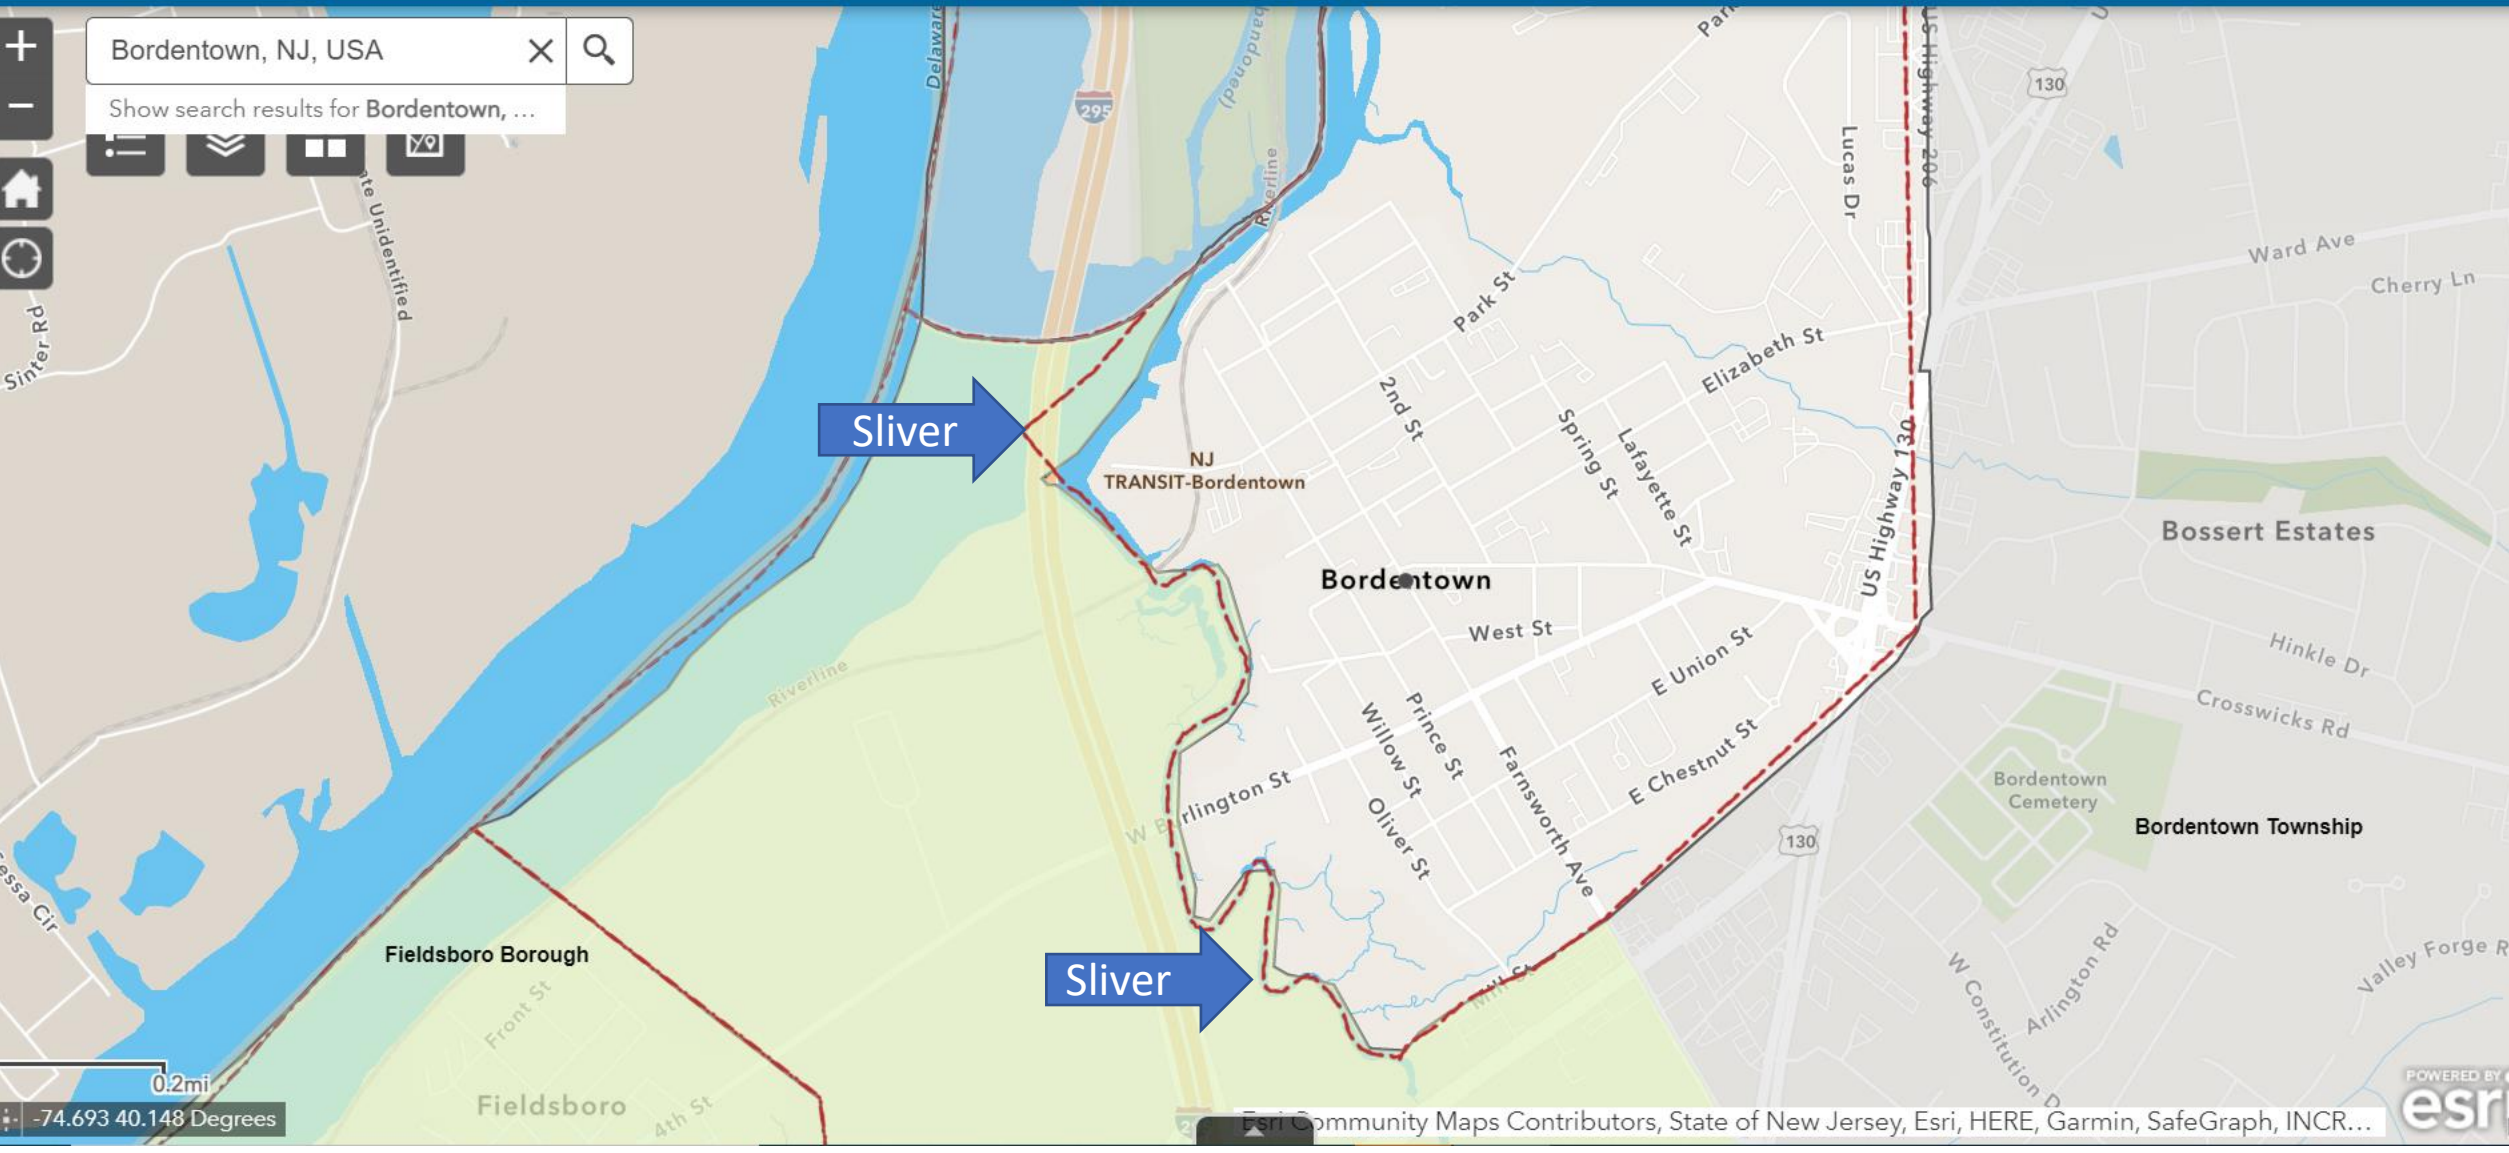 Bordentown, NJ, USA
Show search results for Bordentown, ...
Delaware
295
Riverline
Park St
Lucas Dr
US Highway 206
130
Ward Ave
Cherry Ln
Sinter Rd
Elizabeth St
2nd St
Spring St
Lafayette St
US Highway 130
Sliver
NJ
TRANSIT-Bordentown
Bossert Estates
Bordentown
West St
E Union St
Hinkle Dr
Crosswicks Rd
Riverline
Willow St
Prince St
Farnsworth Ave
E Chestnut St
Oliver St
Bordentown
Cemetery
130
Bordentown Township
Fieldsboro Borough
Sliver
Mill St
Front St
W Constitution D
Arlington Rd
Valley Forge R
0.2mi
Fieldsboro
4th St
-74.693 40.148 Degrees
Esri Community Maps Contributors, State of New Jersey, Esri, HERE, Garmin, SafeGraph, INCR...
POWERED BY
esri